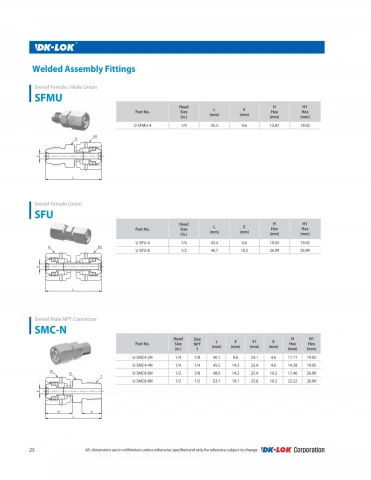 DK-LOK
Welded Assembly Fittings
Swivel Female / Male Union
SFMU
Part No. Head Size (in.) L (mm) E (mm) H Hex (mm) H1 Hex (mm)
U-SFMU-4 1/4 45.4 4.6 15.87 19.05
Swivel Female Union
SFU
Part No. Head Size (in.) L (mm) E (mm) H Hex (mm) H1 Hex (mm)
U-SFU-4 1/4 43.4 4.6 19.05 19.05
U-SFU-8 1/2 46.7 10.2 26.99 26.99
Swivel Male NPT Connector
SMC-N
Part No. Head Size (in.) Size NPT T L (mm) E (mm) E1 (mm) E (mm) H Hex (mm) H1 Hex (mm)
U-SMC4-2N 1/4 1/8 40.1 9.6 24.1 4.6 11.11 19.05
U-SMC4-4N 1/4 1/4 45.5 14.2 23.4 4.6 14.28 19.05
U-SMC8-6N 1/2 3/8 48.0 14.2 25.4 10.2 17.46 26.99
U-SMC8-8N 1/2 1/2 53.1 19.1 25.6 10.2 22.22 26.99
25 All dimensions are in millimeters unless otherwise specified and only for reference subject to change. DK-LOK Corporation